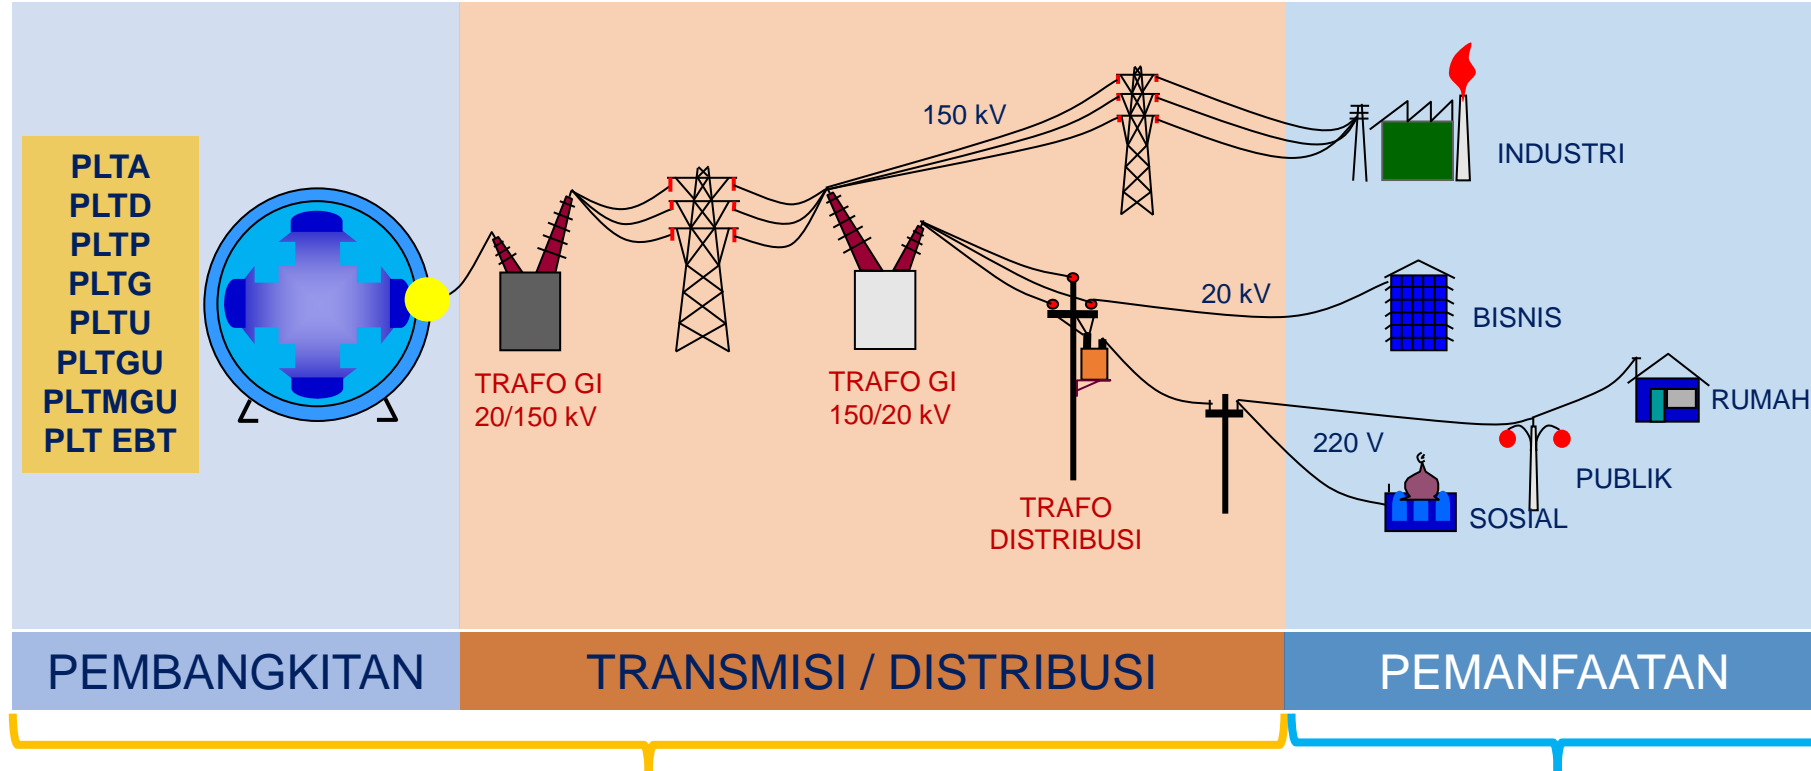 PLTA
PLTD
PLTP
PLTG
PLTU
PLTGU
PLTMGU
PLT EBT
TRAFO GI
20/150 kV
150 kV
TRAFO GI
150/20 kV
20 kV
TRAFO
DISTRIBUSI
220 V
INDUSTRI
BISNIS
RUMAH
PUBLIK
SOSIAL
PEMBANGKITAN
TRANSMISI / DISTRIBUSI
PEMANFAATAN